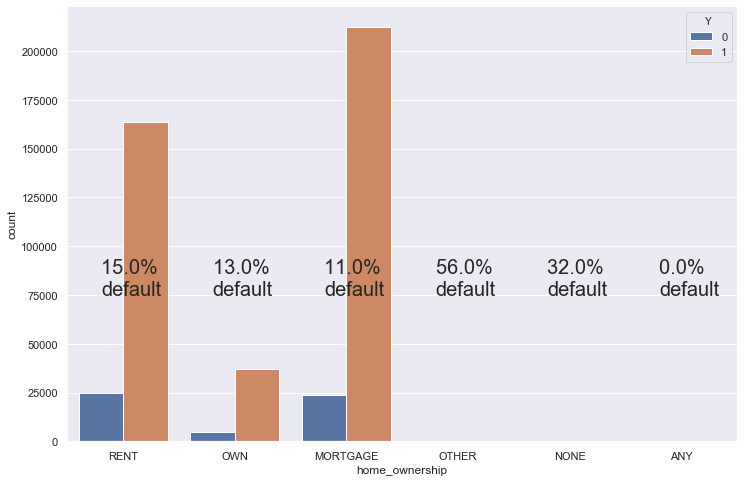 Y
0
1
200000
175000
150000
125000
100000
75000
50000
25000
0
count
15.0% 13.0% 11.0% 56.0% 32.0% 0.0%
default default default default default default
RENT OWN MORTGAGE OTHER NONE ANY
home_ownership